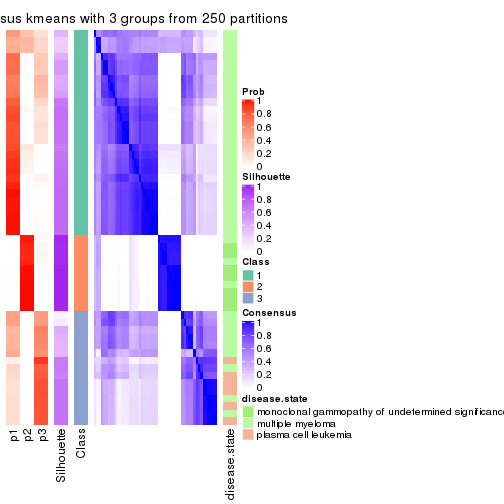 sus kmeans with 3 groups from 250 partitions
Prob
1
0.8
0.6
0.4
0.2
0
Silhouette
1
0.8
0.6
0.4
0.2
0
Class
1
2
3
Consensus
1
0.8
0.6
0.4
0.2
0
disease.state
monoclonal gammopathy of undetermined significance
multiple myeloma
plasma cell leukemia
p1
p2
p3
Silhouette
Class
disease.state